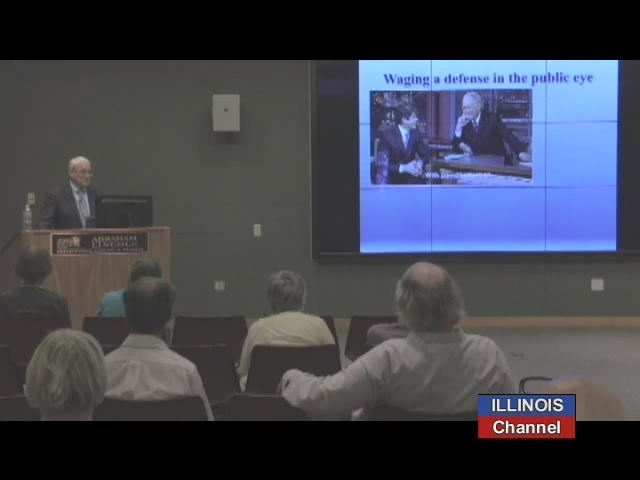 Waging a defense in the public eye
With David Letterman
ABRAHAM
LINCOLN
ILLINOIS
Channel